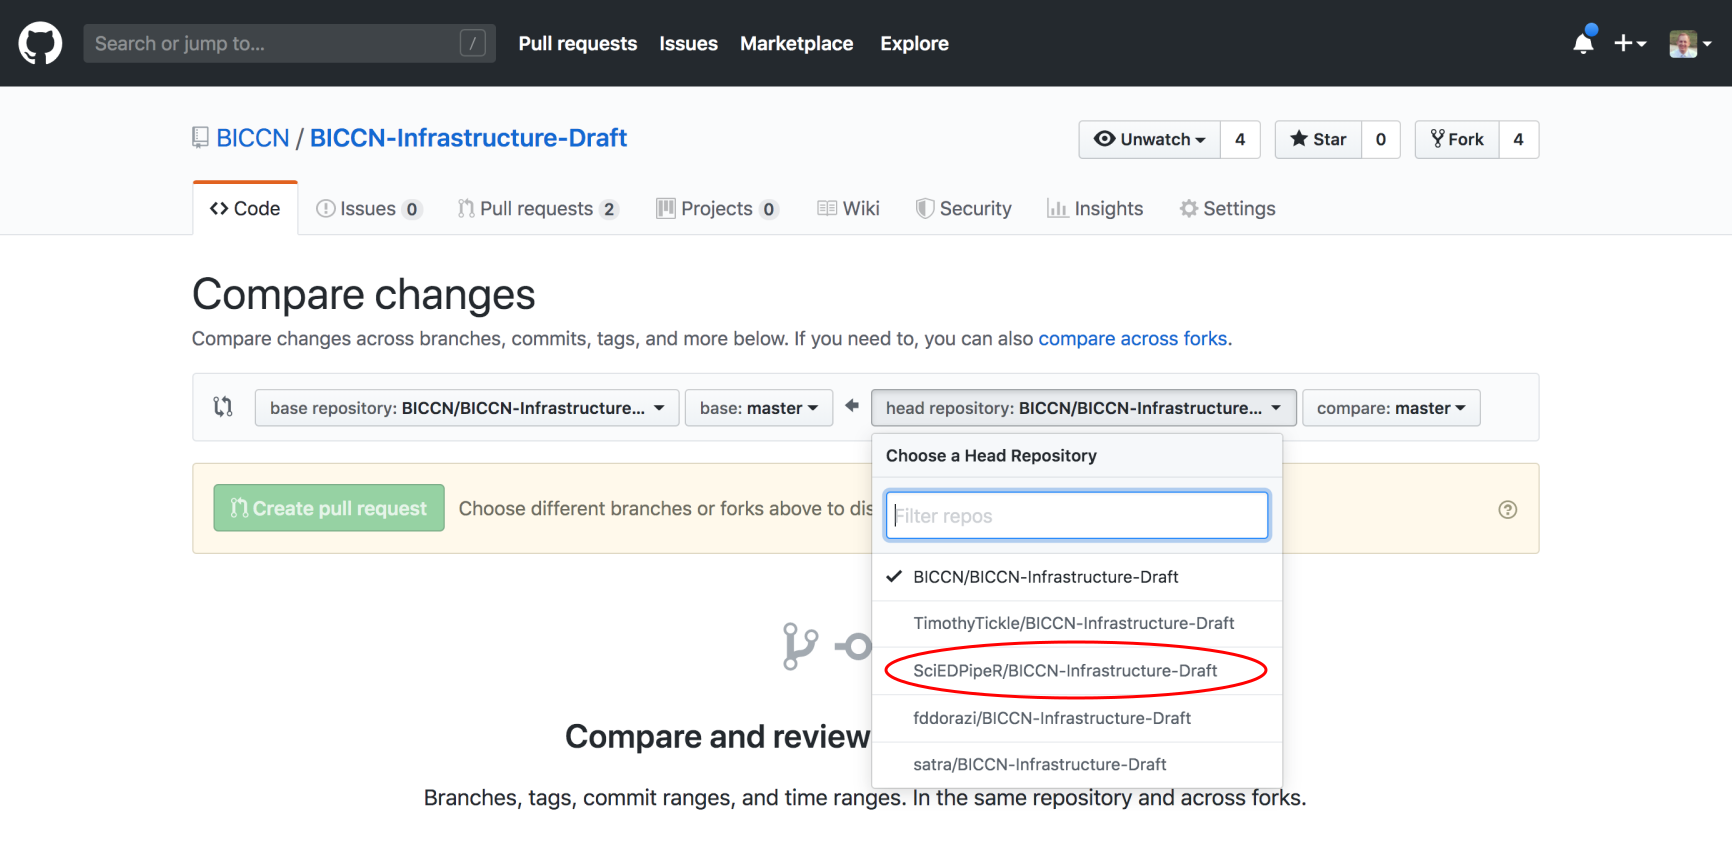 Search or jump to... / Pull requests Issues Marketplace Explore
BICCN / BICCN-Infrastructure-Draft Unwatch 4 Star 0 Fork 4
Code Issues 0 Pull requests 2 Projects 0 Wiki Security Insights Settings
Compare changes
Compare changes across branches, commits, tags, and more below. If you need to, you can also compare across forks.
base repository: BICCN/BICCN-Infrastructure... base: master head repository: BICCN/BICCN-Infrastructure... compare: master
Choose a Head Repository
Create pull request Choose different branches or forks above to dis
Filter repos
BICCN/BICCN-Infrastructure-Draft
TimothyTickle/BICCN-Infrastructure-Draft
SciEDPipeR/BICCN-Infrastructure-Draft
fddorazi/BICCN-Infrastructure-Draft
satra/BICCN-Infrastructure-Draft
Compare and review
Branches, tags, commit ranges, and time ranges. In the same repository and across forks.